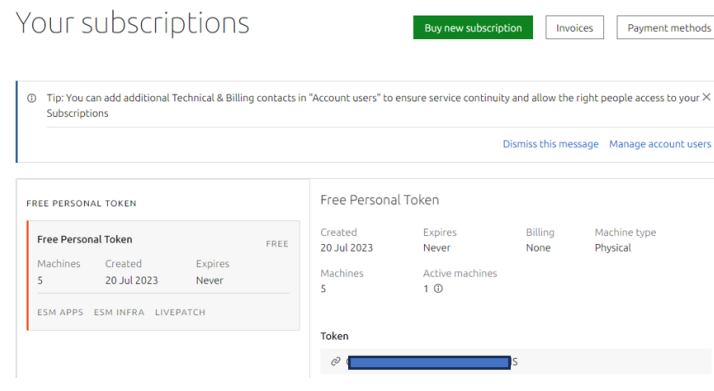 Your subscriptions
Buy new subscription
Invoices
Payment methods
Tip: You can add additional Technical & Billing contacts in "Account users" to ensure service continuity and allow the right people access to your
Subscriptions
Dismiss this message Manage account users
FREE PERSONAL TOKEN
Free Personal Token
FREE
Machines Created Expires
5 20 Jul 2023 Never
ESM APPS ESM INFRA LIVEPATCH
Free Personal Token
Created Expires Billing Machine type
20 Jul 2023 Never None Physical
Machines Active machines
5 1
Token
S